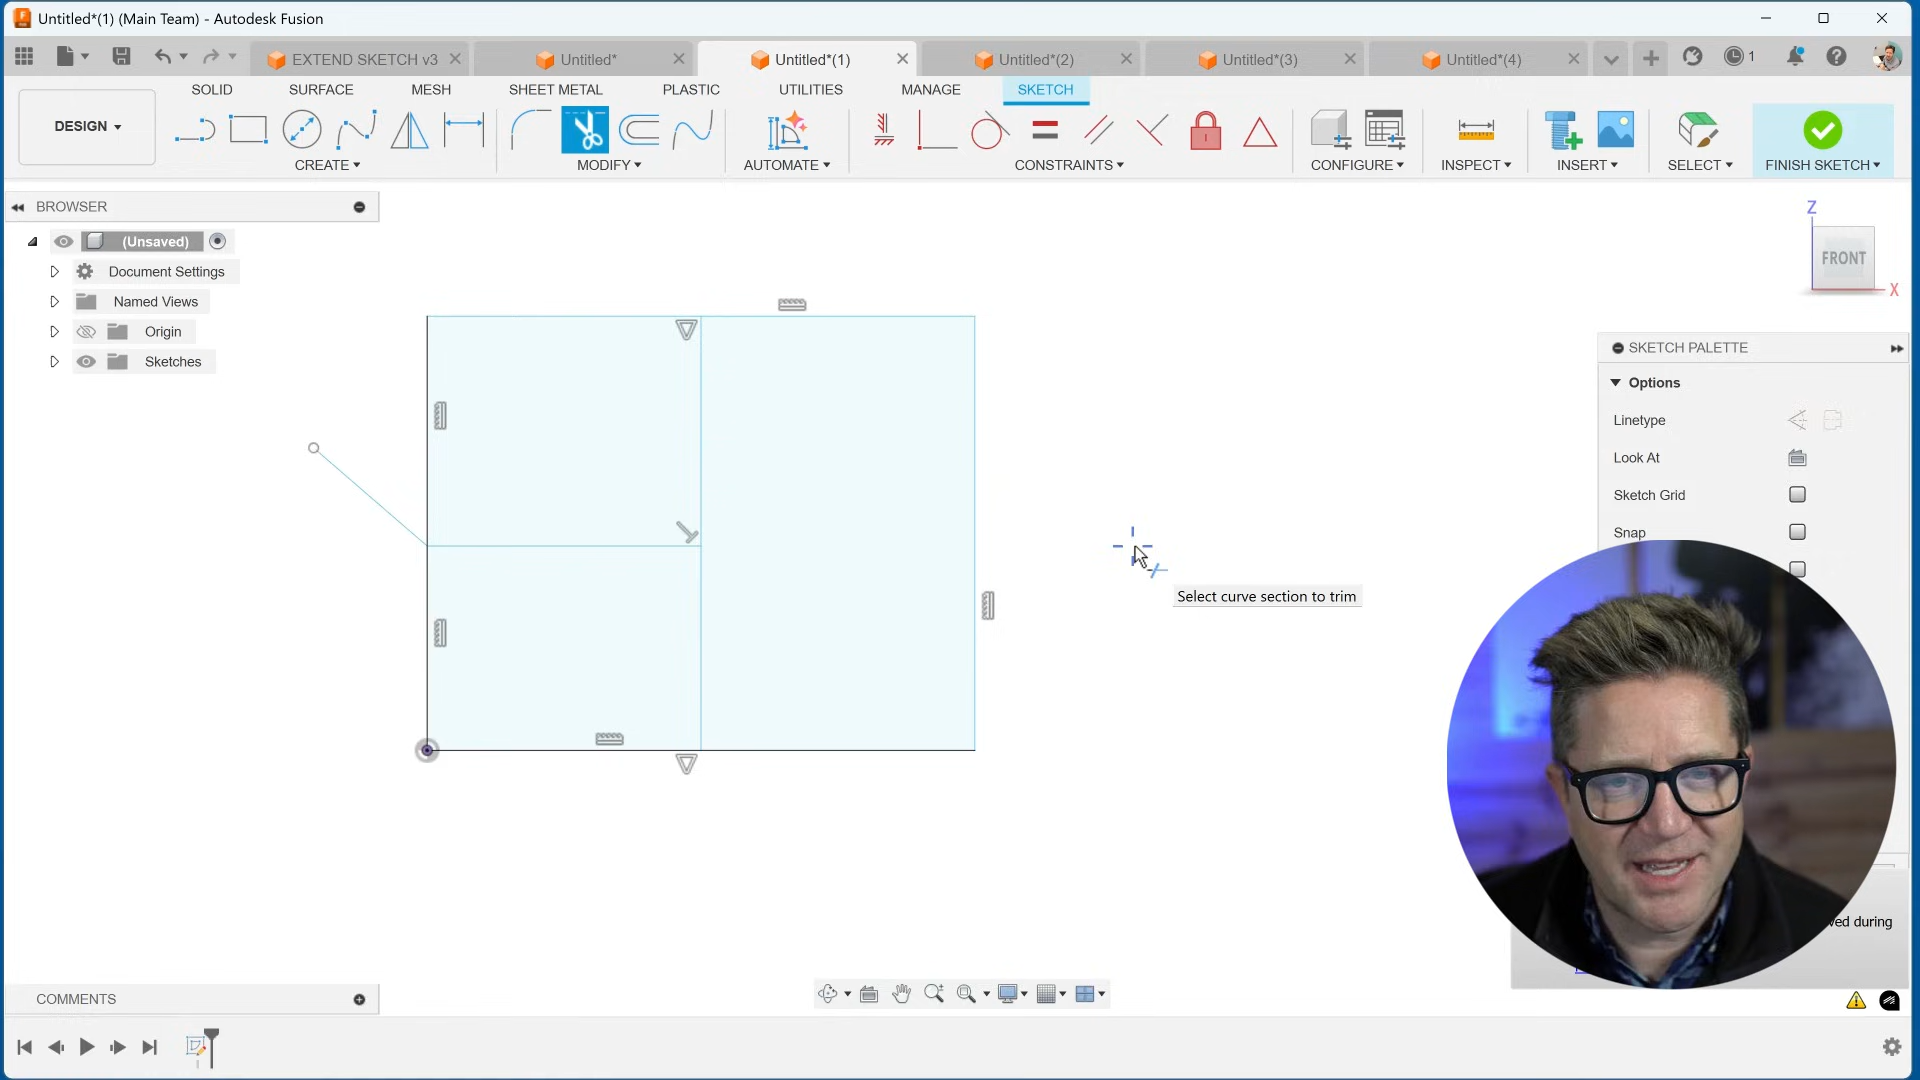 Untitled*(1) (Main Team) - Autodesk Fusion
EXTEND SKETCH v3
Untitled*
Untitled*(1)
Untitled*(2)
Untitled*(3)
Untitled*(4)
1
SOLID
SURFACE
MESH
SHEET METAL
PLASTIC
UTILITIES
MANAGE
SKETCH
DESIGN
CREATE
MODIFY
AUTOMATE
CONSTRAINTS
CONFIGURE
INSPECT
INSERT
SELECT
FINISH SKETCH
BROWSER
(Unsaved)
Document Settings
Named Views
Origin
Sketches
Z
FRONT
X
SKETCH PALETTE
Options
Linetype
Look At
Sketch Grid
Snap
Select curve section to trim
ved during
COMMENTS